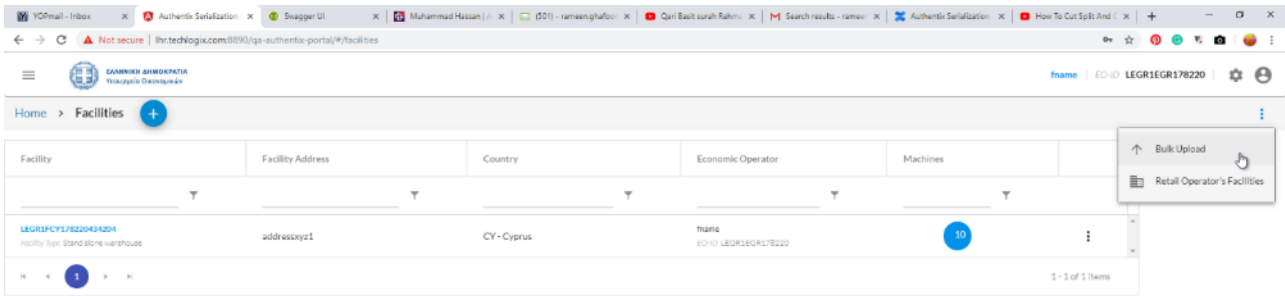 YOPmail - Inbox
Authentix Serialization
Swagger UI
Muhammad Hassan | A
(501) - rameen.ghafoor
Qari Basit surah Rehma
Search results - ramee
Authentix Serialization
How To Cut Split And C
Not secure | lhr.techlogix.com:8890/qa-authentix-portal/#/facilities
ΕΛΛΗΝΙΚΗ ΔΗΜΟΚΡΑΤΙΑ
Υπουργείο Οικονομικών
fname | EO-ID LEGR1EGR178220
Home > Facilities +
Bulk Upload
Retail Operator's Facilities
Facility Facility Address Country Economic Operator Machines
LEGR1FCY178220434204
Facility Type: Stand alone warehouse
addressxyz1
CY - Cyprus
fname
EO-ID LEGR1EGR178220
10
1
1 - 1 of 1 items